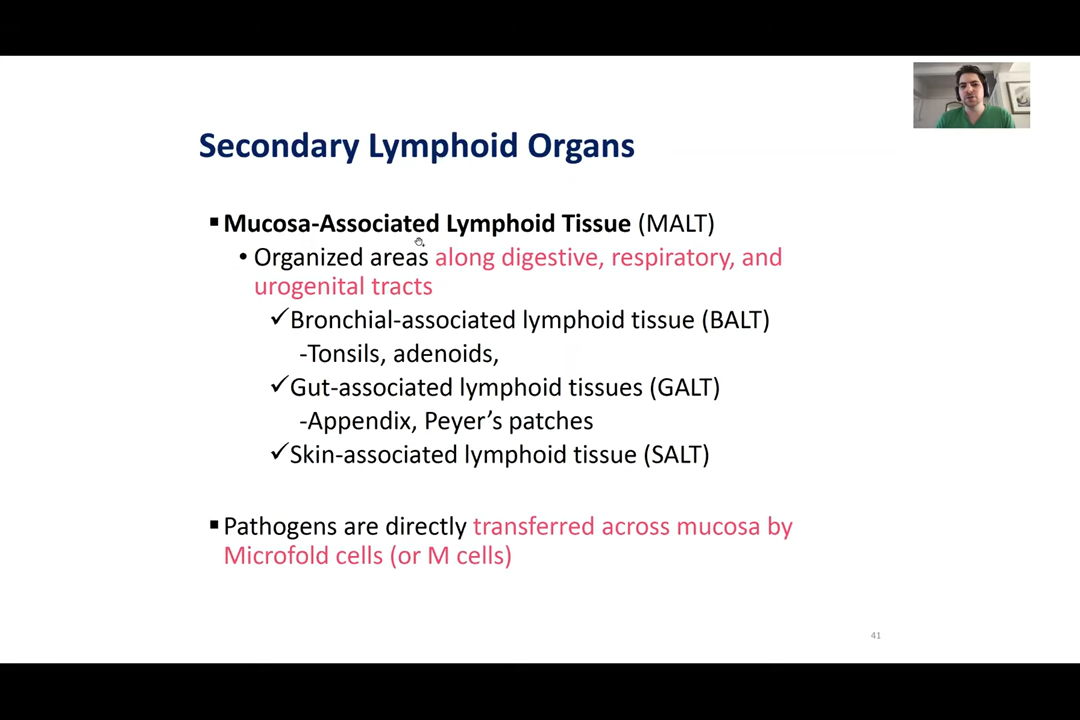 Secondary Lymphoid Organs
▪ Mucosa-Associated Lymphoid Tissue (MALT)
• Organized areas along digestive, respiratory, and
urogenital tracts
✓Bronchial-associated lymphoid tissue (BALT)
-Tonsils, adenoids,
✓Gut-associated lymphoid tissues (GALT)
-Appendix, Peyer’s patches
✓Skin-associated lymphoid tissue (SALT)
▪ Pathogens are directly transferred across mucosa by
Microfold cells (or M cells)
41